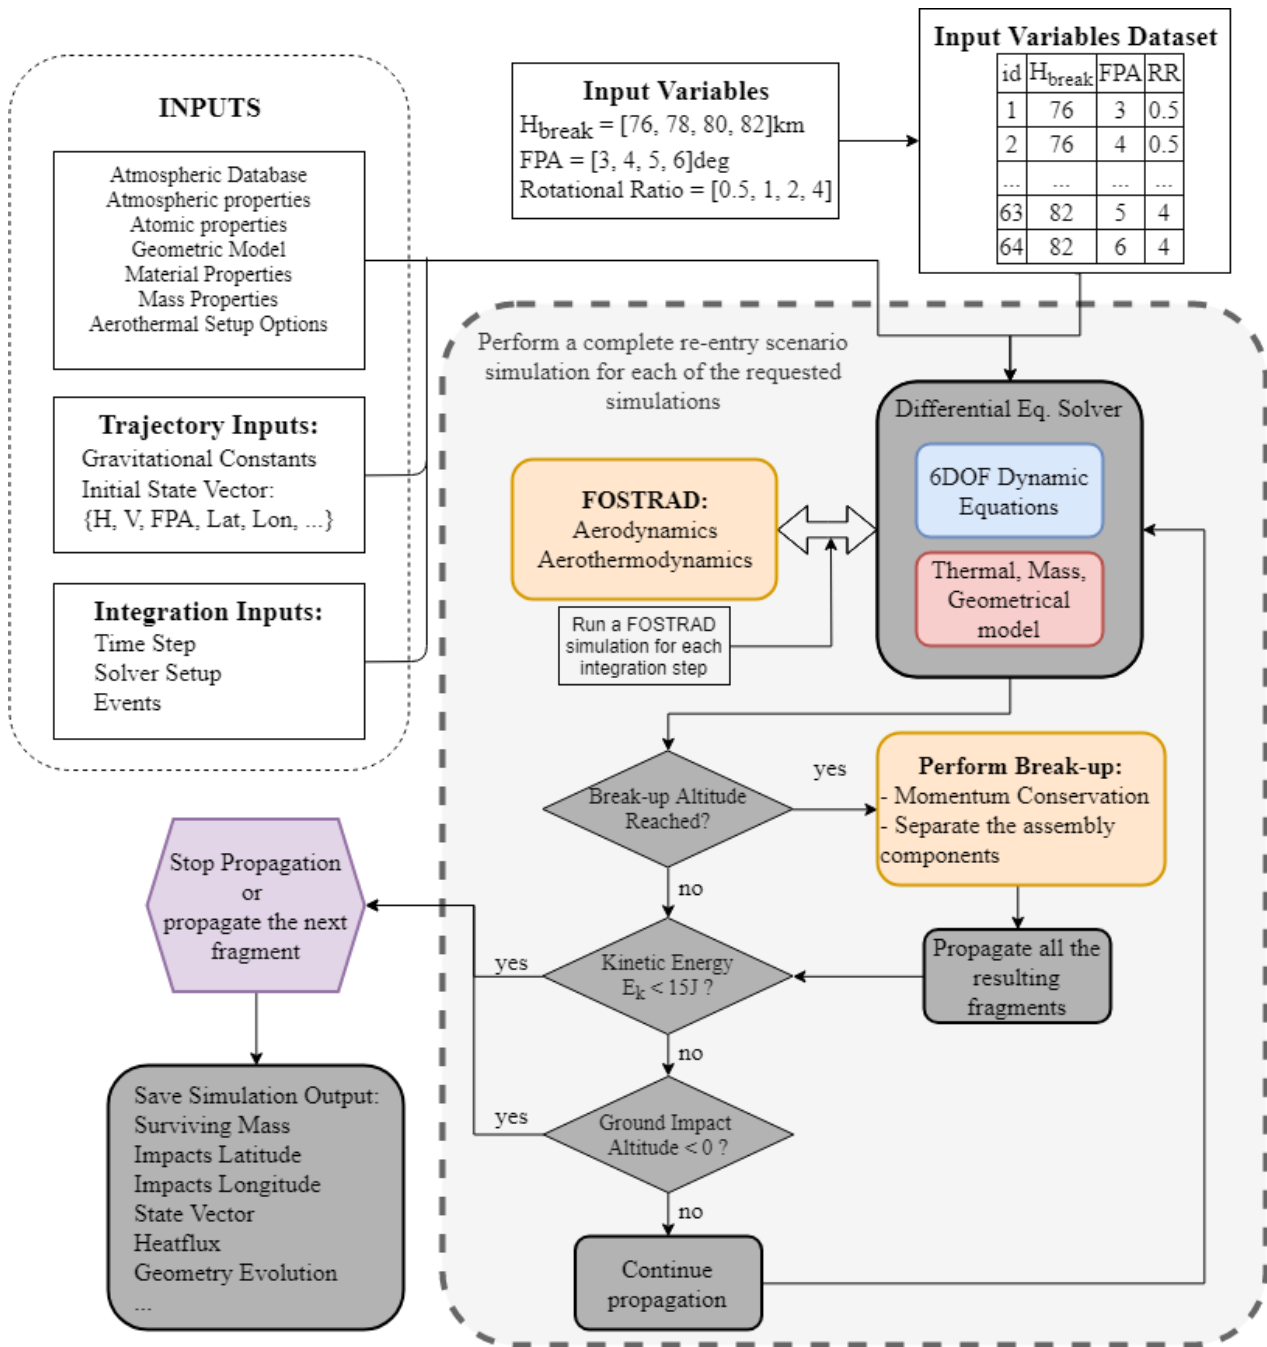 INPUTS
Atmospheric Database
Atmospheric properties
Atomic properties
Geometric Model
Material Properties
Mass Properties
Aerothermal Setup Options
Trajectory Inputs:
Gravitational Constants
Initial State Vector:
{H, V, FPA, Lat, Lon, ...}
Integration Inputs:
Time Step
Solver Setup
Events
Input Variables
H_break = [76, 78, 80, 82]km
FPA = [3, 4, 5, 6]deg
Rotational Ratio = [0.5, 1, 2, 4]
Input Variables Dataset
id H_break FPA RR
1 76 3 0.5
2 76 4 0.5
... ... ... ...
63 82 5 4
64 82 6 4
Perform a complete re-entry scenario
simulation for each of the requested
simulations
Differential Eq. Solver
6DOF Dynamic
Equations
Thermal, Mass,
Geometrical
model
FOSTRAD:
Aerodynamics
Aerothermodynamics
Run a FOSTRAD
simulation for each
integration step
Break-up Altitude
Reached?
yes
Perform Break-up:
- Momentum Conservation
- Separate the assembly
components
no
Propagate all the
resulting
fragments
Kinetic Energy
E_k < 15J ?
yes
no
Ground Impact
Altitude < 0 ?
yes
no
Continue
propagation
Stop Propagation
or
propagate the next
fragment
Save Simulation Output:
Surviving Mass
Impacts Latitude
Impacts Longitude
State Vector
Heatflux
Geometry Evolution
...